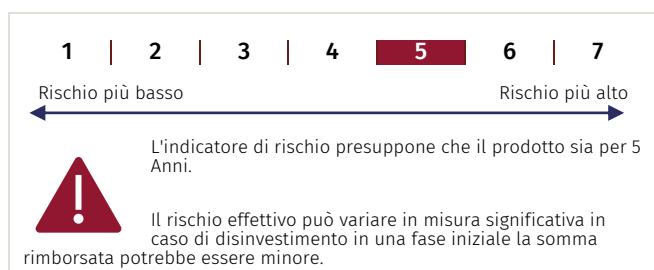 1 2 3 4 5 6 7
Rischio più basso Rischio più alto
L'indicatore di rischio presuppone che il prodotto sia per 5
Anni.
Il rischio effettivo può variare in misura significativa in
caso di disinvestimento in una fase iniziale la somma
rimborsata potrebbe essere minore.